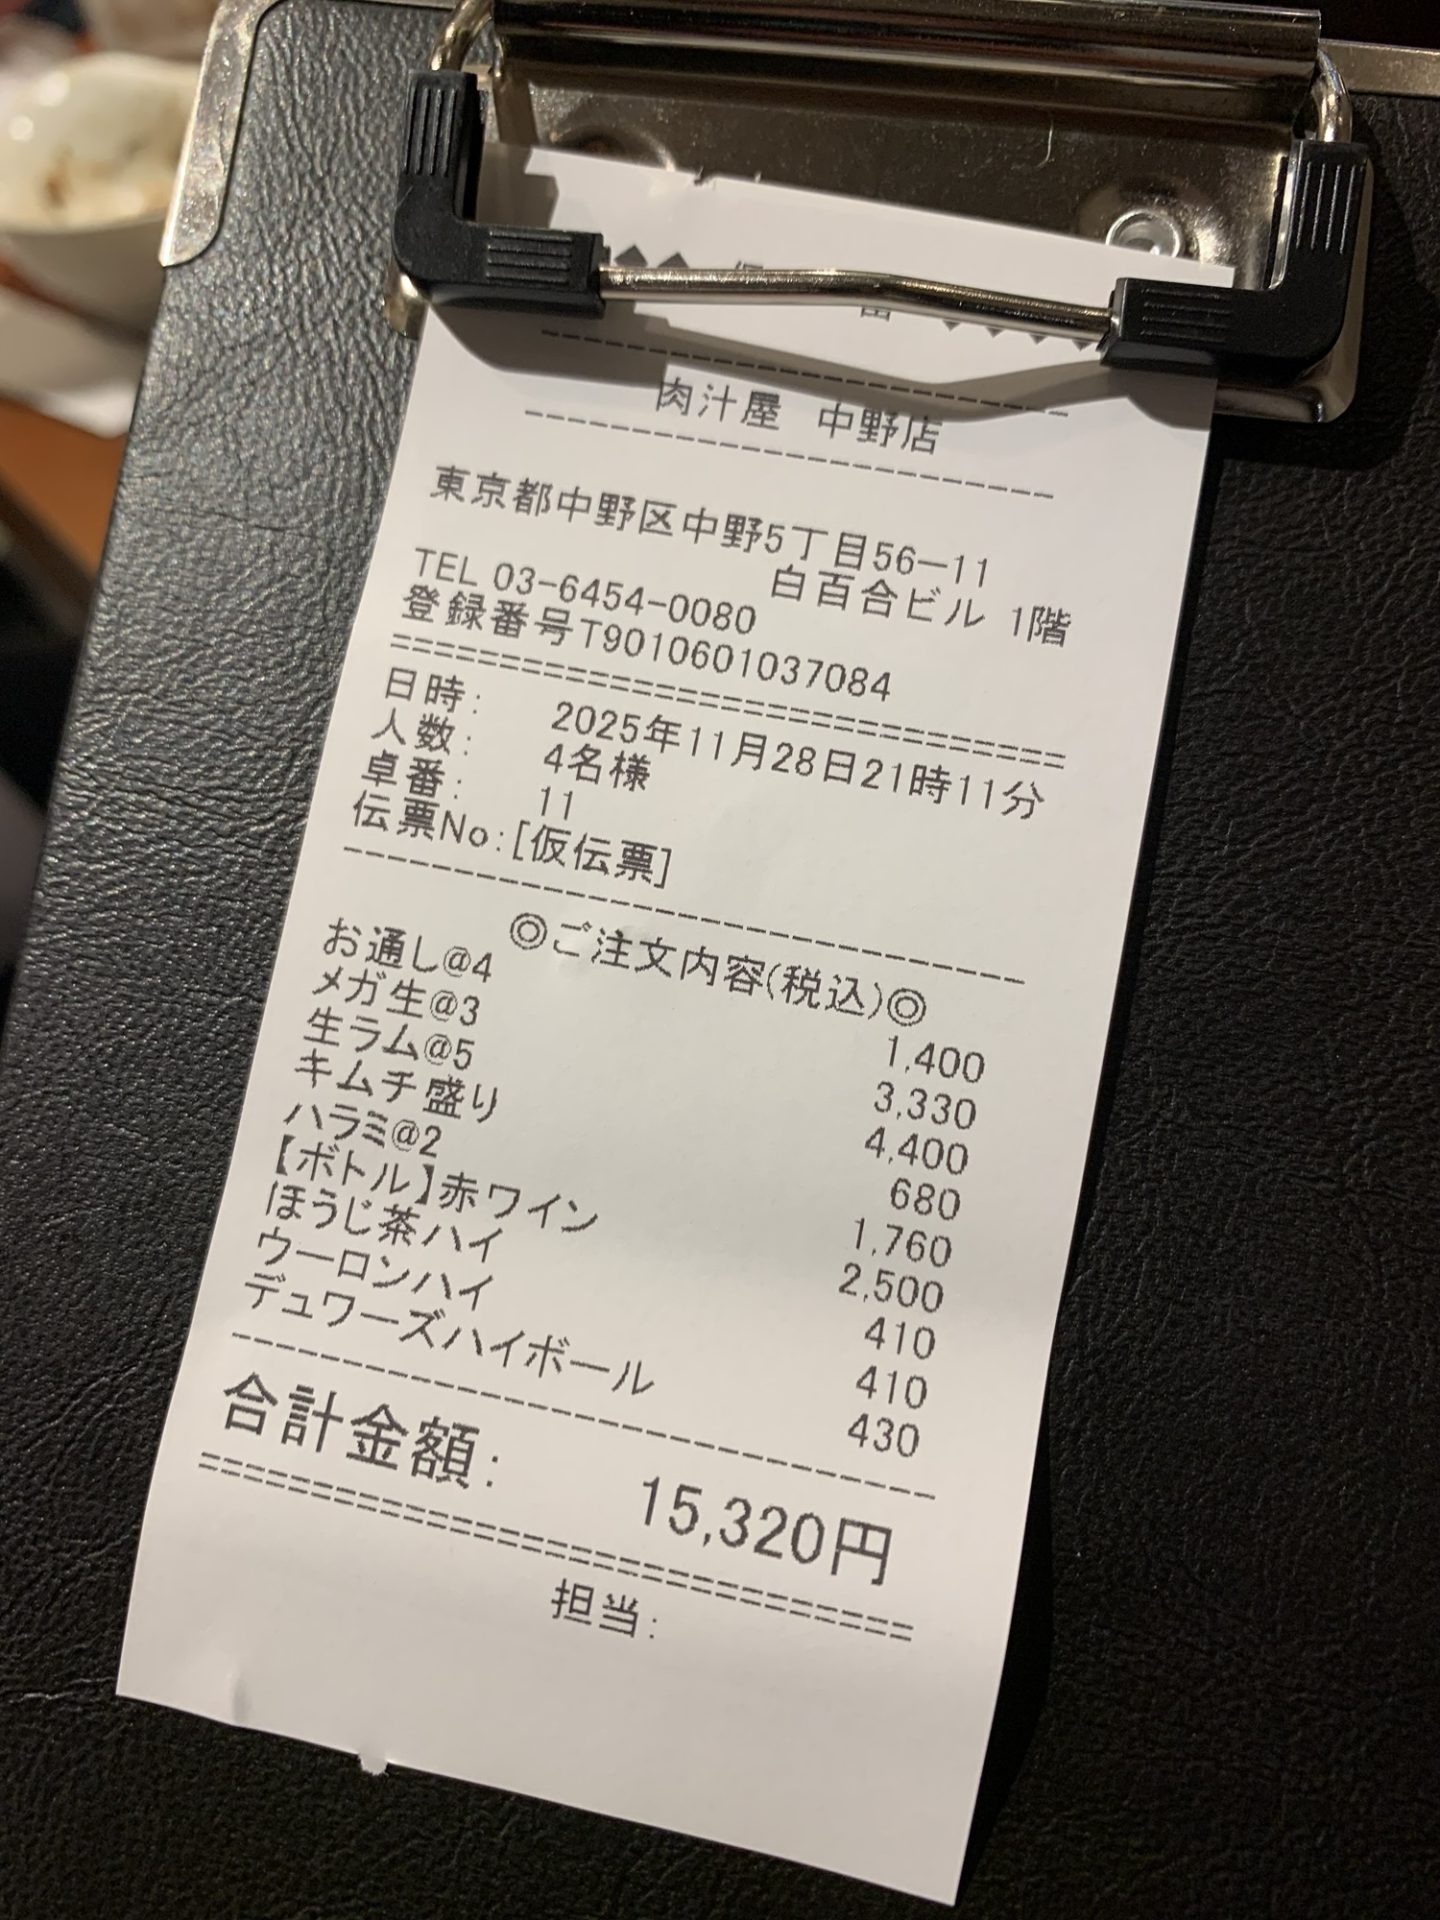 肉汁屋 中野店
東京都中野区中野5丁目56-11
白百合ビル 1階
TEL 03-6454-0080
登録番号T9010601037084
日時: 2025年11月28日21時11分
人数: 4名様
卓番: 11
伝票No:[仮伝票]
◎ご注文内容(税込)◎
お通し@4 1,400
メガ生@3 3,330
生ラム@5 4,400
キムチ盛り 680
ハラミ@2 1,760
【ボトル】赤ワイン 2,500
ほうじ茶ハイ 410
ウーロンハイ 410
デュワーズハイボール 430
合計金額: 15,320円
担当: